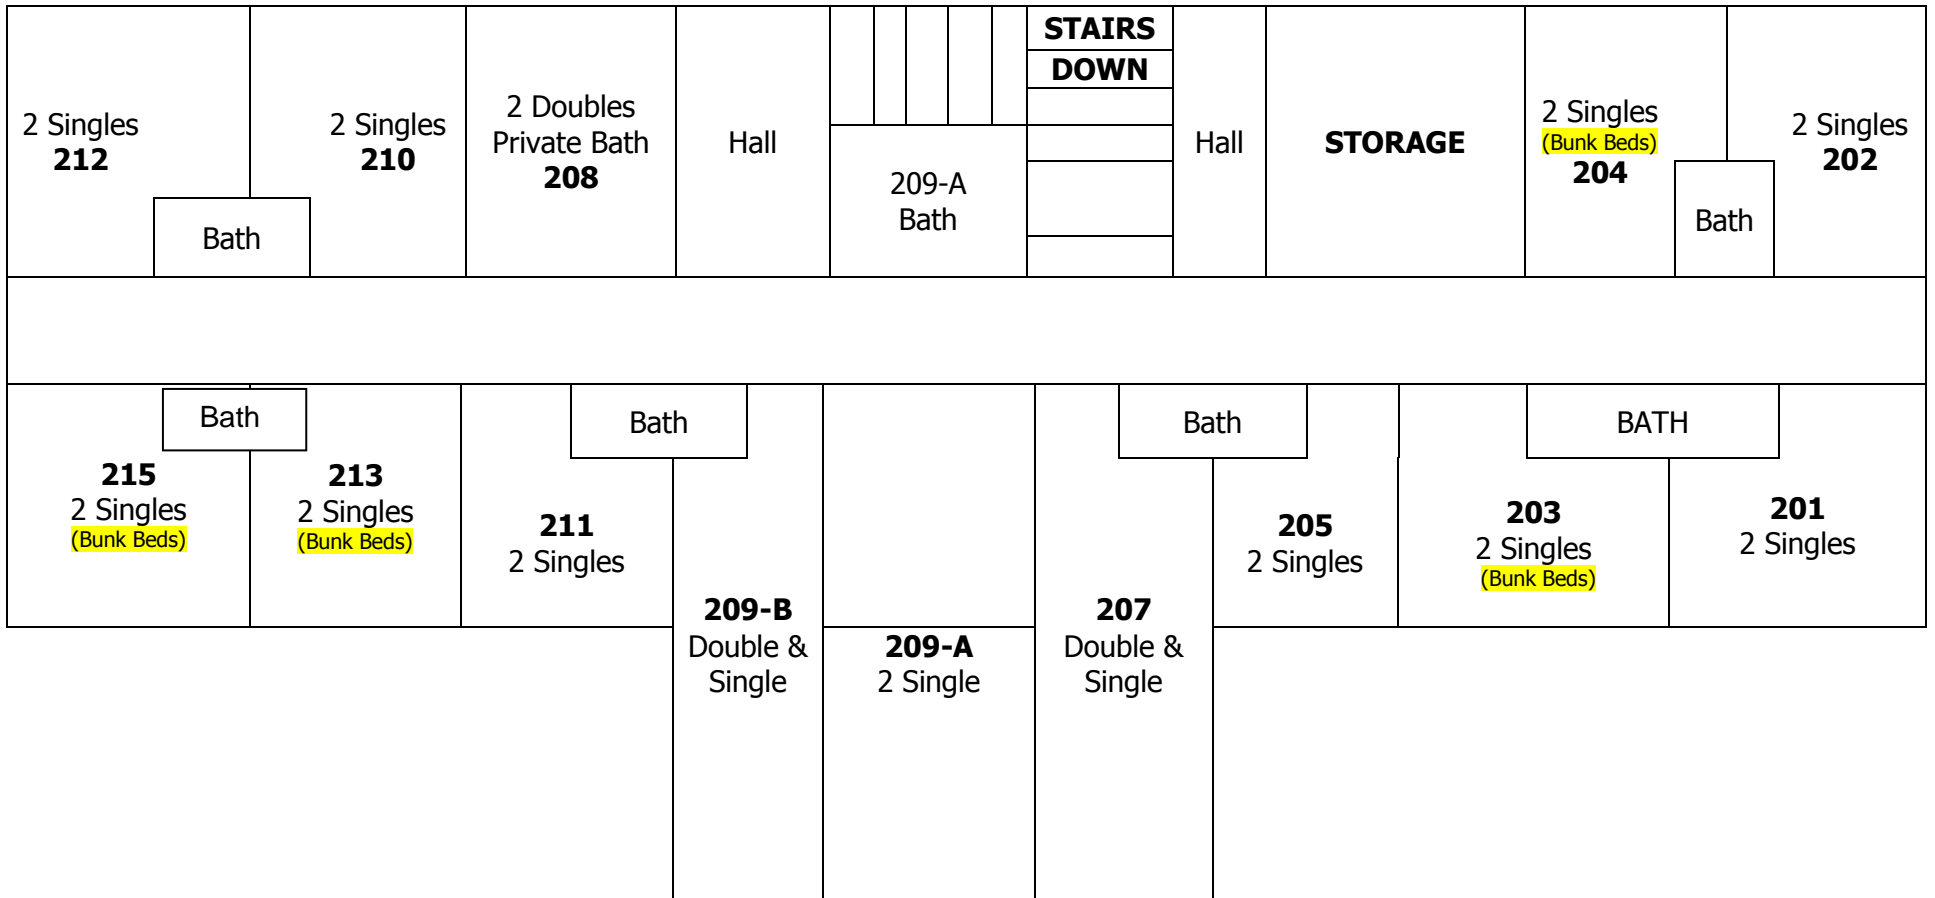 STAIRS
DOWN
2 Singles
212
2 Singles
210
2 Doubles
Private Bath
208
Hall
209-A
Bath
Hall
STORAGE
2 Singles
(Bunk Beds)
204
2 Singles
202
Bath
Bath
Bath
Bath
Bath
BATH
215
2 Singles
(Bunk Beds)
213
2 Singles
(Bunk Beds)
211
2 Singles
209-B
Double &
Single
209-A
2 Single
207
Double &
Single
205
2 Singles
203
2 Singles
(Bunk Beds)
201
2 Singles